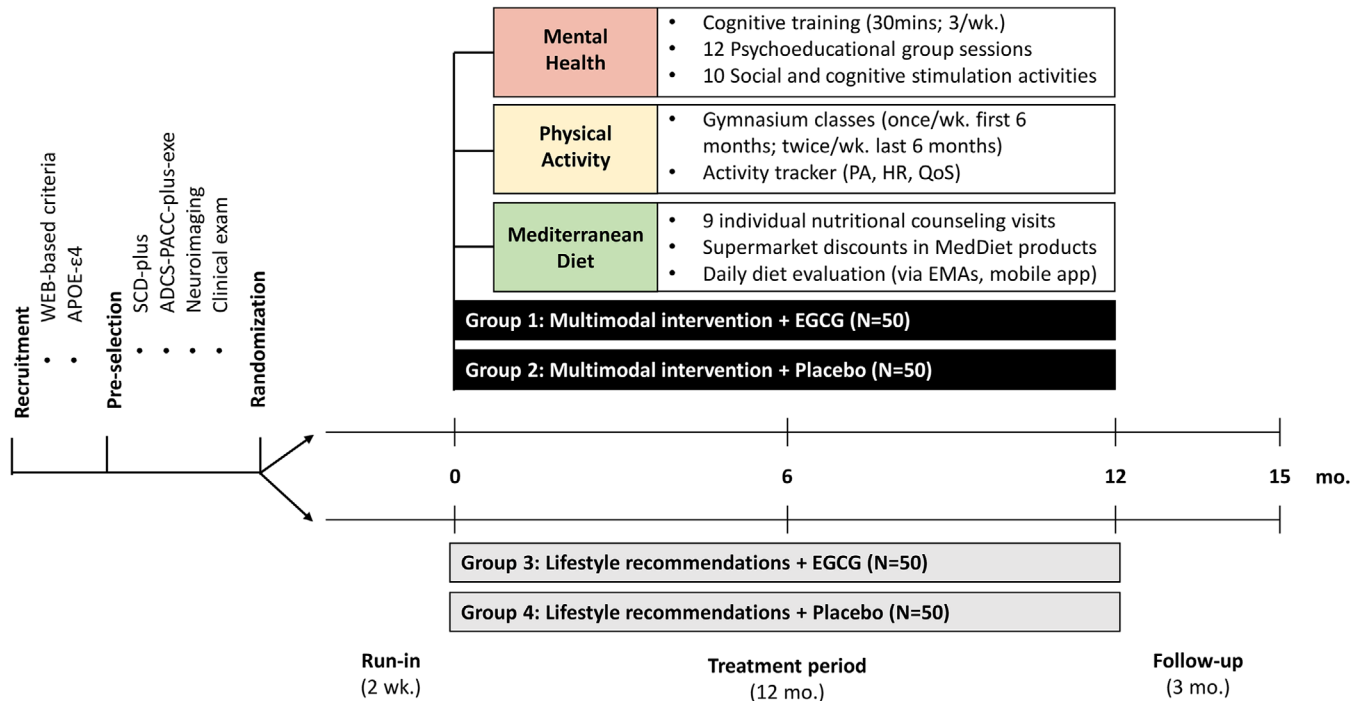 Mental
Health
• Cognitive training (30mins; 3/wk.)
• 12 Psychoeducational group sessions
• 10 Social and cognitive stimulation activities
Physical
Activity
• Gymnasium classes (once/wk. first 6
months; twice/wk. last 6 months)
• Activity tracker (PA, HR, QoS)
Mediterranean
Diet
• 9 individual nutritional counseling visits
• Supermarket discounts in MedDiet products
• Daily diet evaluation (via EMAs, mobile app)
Recruitment
• WEB-based criteria
• APOE-ε4
Pre-selection
• SCD-plus
• ADCS-PACC-plus-exe
• Neuroimaging
• Clinical exam
Randomization
Group 1: Multimodal intervention + EGCG (N=50)
Group 2: Multimodal intervention + Placebo (N=50)
0 6 12 15 mo.
Group 3: Lifestyle recommendations + EGCG (N=50)
Group 4: Lifestyle recommendations + Placebo (N=50)
Run-in
(2 wk.)
Treatment period
(12 mo.)
Follow-up
(3 mo.)